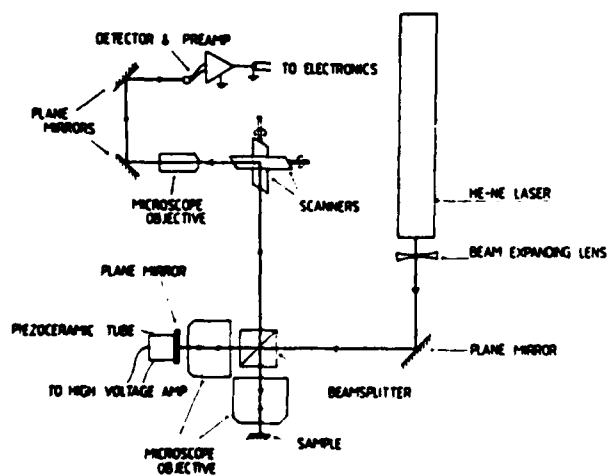 DETECTOR & PREAMP
TO ELECTRONICS
PLANE
MIRRORS
MICROSCOPE
OBJECTIVE
SCANNERS
HE-NE LASER
BEAM EXPANDING LENS
PLANE MIRROR
PIEZOCERAMIC TUBE
PLANE MIRROR
TO HIGH VOLTAGE AMP
BEAMSPLITTER
MICROSCOPE
OBJECTIVE
SAMPLE